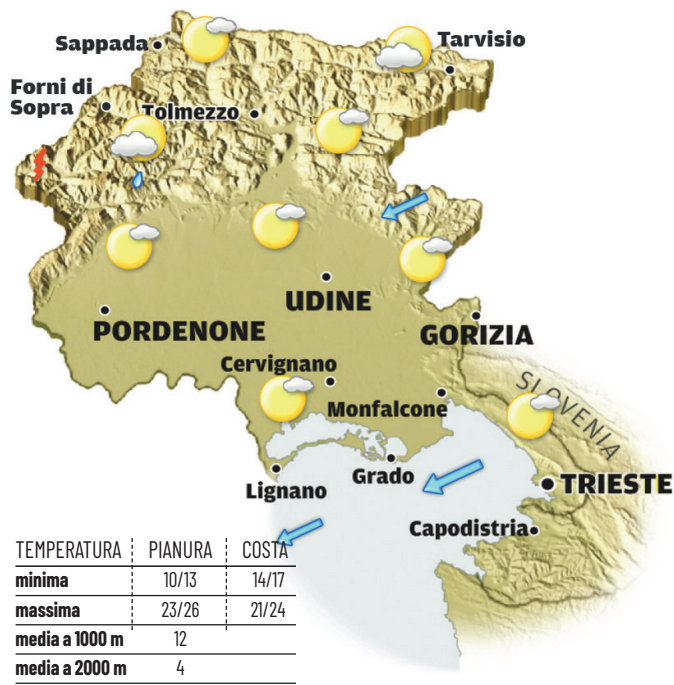 Sappada
Tarvisio
Forni di
Sopra
Tolmezzo
UDINE
PORDENONE
GORIZIA
Cervignano
SLOVENIA
Monfalcone
Grado
TRIESTE
Lignano
Capodistria
TEMPERATURA PIANURA COSTA
minima 10/13 14/17
massima 23/26 21/24
media a 1000 m 12
media a 2000 m 4